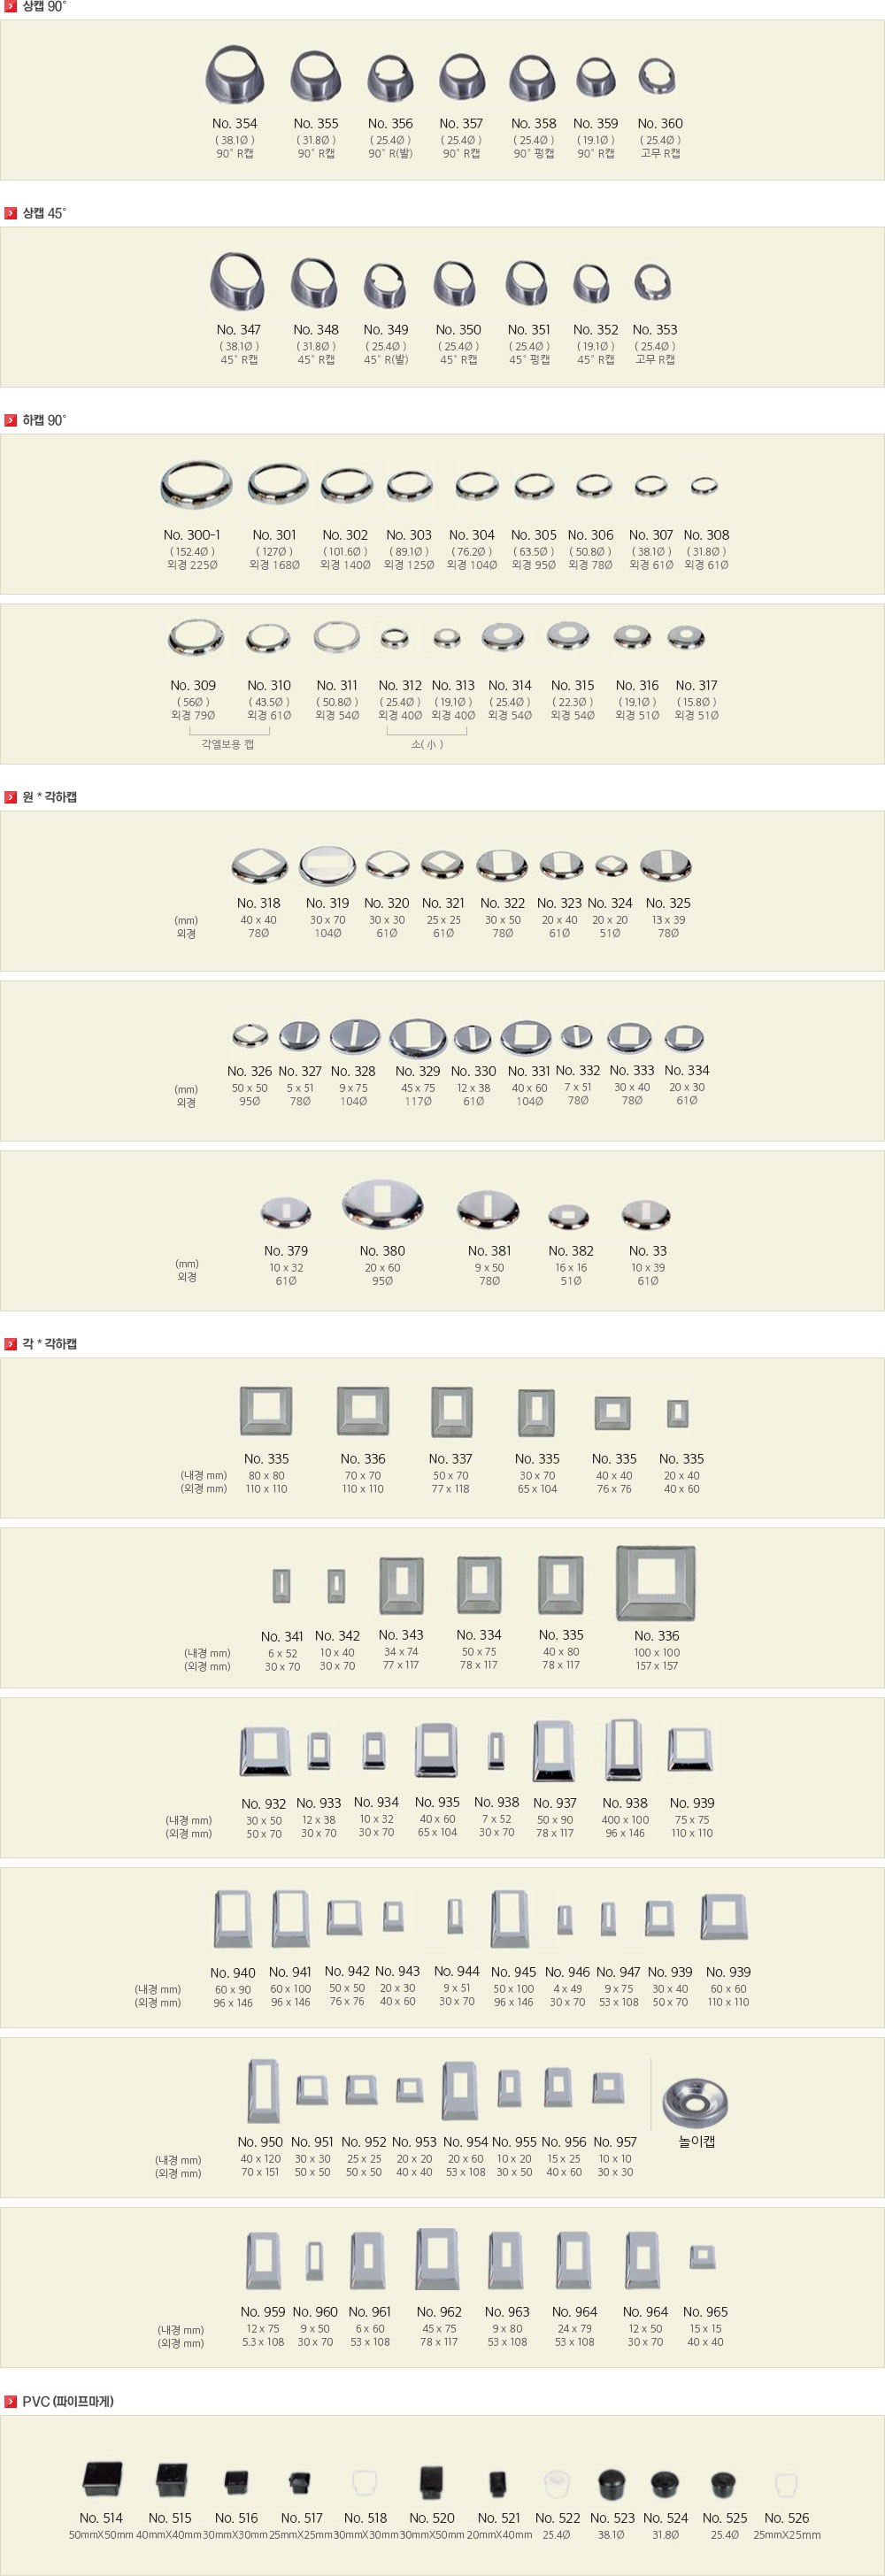 상캡 90°
No. 354 No. 355 No. 356 No. 357 No. 358 No. 359 No. 360
( 38.1Ø ) ( 31.8Ø ) ( 25.4Ø ) ( 25.4Ø ) ( 25.4Ø ) ( 19.1Ø ) ( 25.4Ø )
90° R캡 90° R캡 90° R(발) 90° R캡 90° 펑캡 90° R캡 고무 R캡
상캡 45°
No. 347 No. 348 No. 349 No. 350 No. 351 No. 352 No. 353
( 38.1Ø ) ( 31.8Ø ) ( 25.4Ø ) ( 25.4Ø ) ( 25.4Ø ) ( 19.1Ø ) ( 25.4Ø )
45° R캡 45° R캡 45° R(발) 45° R캡 45° 펑캡 45° R캡 고무 R캡
하캡 90°
No. 300-1 No. 301 No. 302 No. 303 No. 304 No. 305 No. 306 No. 307 No. 308
( 152.4Ø ) ( 127Ø ) ( 101.6Ø ) ( 89.1Ø ) ( 76.2Ø ) ( 63.5Ø ) ( 50.8Ø ) ( 38.1Ø ) ( 31.8Ø )
외경 225Ø 외경 168Ø 외경 140Ø 외경 125Ø 외경 104Ø 외경 95Ø 외경 78Ø 외경 61Ø 외경 61Ø
No. 309 No. 310 No. 311 No. 312 No. 313 No. 314 No. 315 No. 316 No. 317
( 56Ø ) ( 43.5Ø ) ( 50.8Ø ) ( 25.4Ø ) ( 19.1Ø ) ( 25.4Ø ) ( 22.3Ø ) ( 19.1Ø ) ( 15.8Ø )
외경 79Ø 외경 61Ø 외경 54Ø 외경 40Ø 외경 40Ø 외경 54Ø 외경 54Ø 외경 51Ø 외경 51Ø
각엘보용 캡 소( 小 )
원 * 각하캡
No. 318 No. 319 No. 320 No. 321 No. 322 No. 323 No. 324 No. 325
(mm) 40 x 40 30 x 70 30 x 30 25 x 25 30 x 50 20 x 40 20 x 20 13 x 39
외경 78Ø 104Ø 61Ø 61Ø 78Ø 61Ø 51Ø 78Ø
No. 326 No. 327 No. 328 No. 329 No. 330 No. 331 No. 332 No. 333 No. 334
(mm) 50 x 50 5 x 51 9 x 75 45 x 75 12 x 38 40 x 60 7 x 51 30 x 40 20 x 30
외경 95Ø 78Ø 104Ø 117Ø 61Ø 104Ø 78Ø 78Ø 61Ø
No. 379 No. 380 No. 381 No. 382 No. 33
(mm) 10 x 32 20 x 60 9 x 50 16 x 16 10 x 39
외경 61Ø 95Ø 78Ø 51Ø 61Ø
각 * 각하캡
No. 335 No. 336 No. 337 No. 335 No. 335 No. 335
(내경 mm) 80 x 80 70 x 70 50 x 70 30 x 70 40 x 40 20 x 40
(외경 mm) 110 x 110 110 x 110 77 x 118 65 x 104 76 x 76 40 x 60
No. 341 No. 342 No. 343 No. 334 No. 335 No. 336
(내경 mm) 6 x 52 10 x 40 34 x 74 50 x 75 40 x 80 100 x 100
(외경 mm) 30 x 70 30 x 70 77 x 117 78 x 117 78 x 117 157 x 157
No. 932 No. 933 No. 934 No. 935 No. 938 No. 937 No. 938 No. 939
(내경 mm) 30 x 50 12 x 38 10 x 32 40 x 60 7 x 52 50 x 90 400 x 100 75 x 75
(외경 mm) 50 x 70 30 x 70 30 x 70 65 x 104 30 x 70 78 x 117 96 x 146 110 x 110
No. 940 No. 941 No. 942 No. 943 No. 944 No. 945 No. 946 No. 947 No. 939 No. 939
(내경 mm) 60 x 90 60 x 100 50 x 50 20 x 30 9 x 51 50 x 100 4 x 49 9 x 75 30 x 40 60 x 60
(외경 mm) 96 x 146 96 x 146 76 x 76 40 x 60 30 x 70 96 x 146 30 x 70 53 x 108 50 x 70 110 x 110
No. 950 No. 951 No. 952 No. 953 No. 954 No. 955 No. 956 No. 957 놀이캡
(내경 mm) 40 x 120 30 x 30 25 x 25 20 x 20 20 x 60 10 x 20 15 x 25 10 x 10
(외경 mm) 70 x 151 50 x 50 50 x 50 40 x 40 53 x 108 30 x 50 40 x 60 30 x 30
No. 959 No. 960 No. 961 No. 962 No. 963 No. 964 No. 964 No. 965
(내경 mm) 12 x 75 9 x 50 6 x 60 45 x 75 9 x 80 24 x 79 12 x 50 15 x 15
(외경 mm) 5.3 x 108 30 x 70 53 x 108 78 x 117 53 x 108 53 x 108 30 x 70 40 x 40
PVC (파이프마게)
No. 514 No. 515 No. 516 No. 517 No. 518 No. 520 No. 521 No. 522 No. 523 No. 524 No. 525 No. 526
50mmX50mm 40mmX40mm 30mmX30mm 25mmX25mm 30mmX30mm 30mmX50mm 20mmX40mm 25.4Ø 38.1Ø 31.8Ø 25.4Ø 25mmX25mm